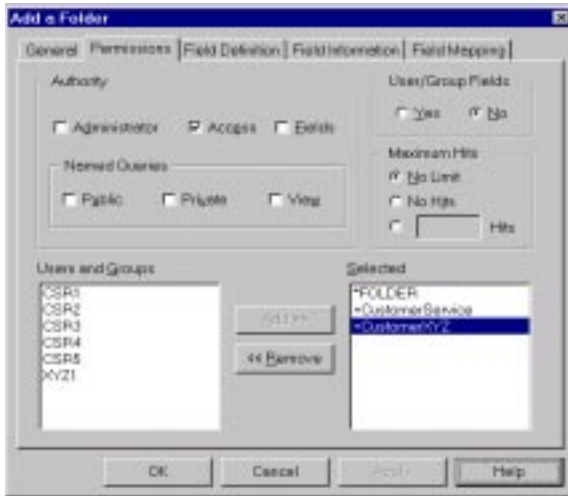 Add a Folder
General Permissions Field Definition Field Information Field Mapping
Authority
Administrator Access Fields
Named Queries
Public Private View
User/Group Fields
Yes No
Maximum Hits
No Limit
No Hits
Hits
Users and Groups
CSR1
CSR2
CSR3
CSR4
CSR5
XYZ1
Add >>
<< Remove
Selected
*FOLDER
+CustomerService
+CustomerXYZ
OK Cancel Apply Help